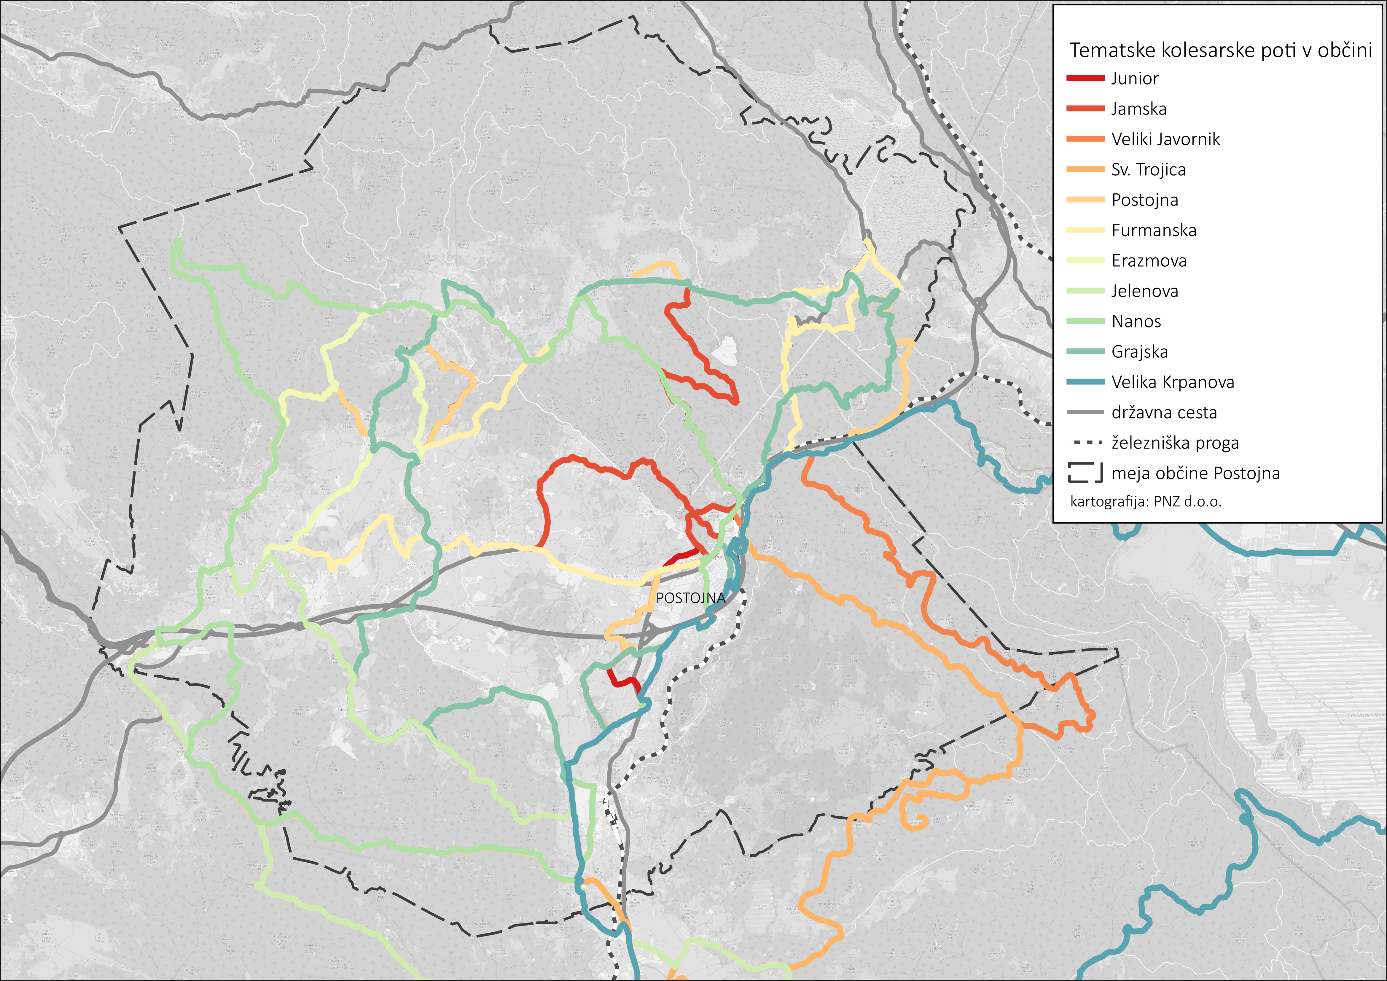 Tematske kolesarske poti v občini
Junior
Jamska
Veliki Javornik
Sv. Trojica
Postojna
Furmanska
Erazmova
Jelenova
Nanos
Grajska
Velika Krpanova
državna cesta
železniška proga
meja občine Postojna
kartografija: PNZ d.o.o.
POSTOJNA